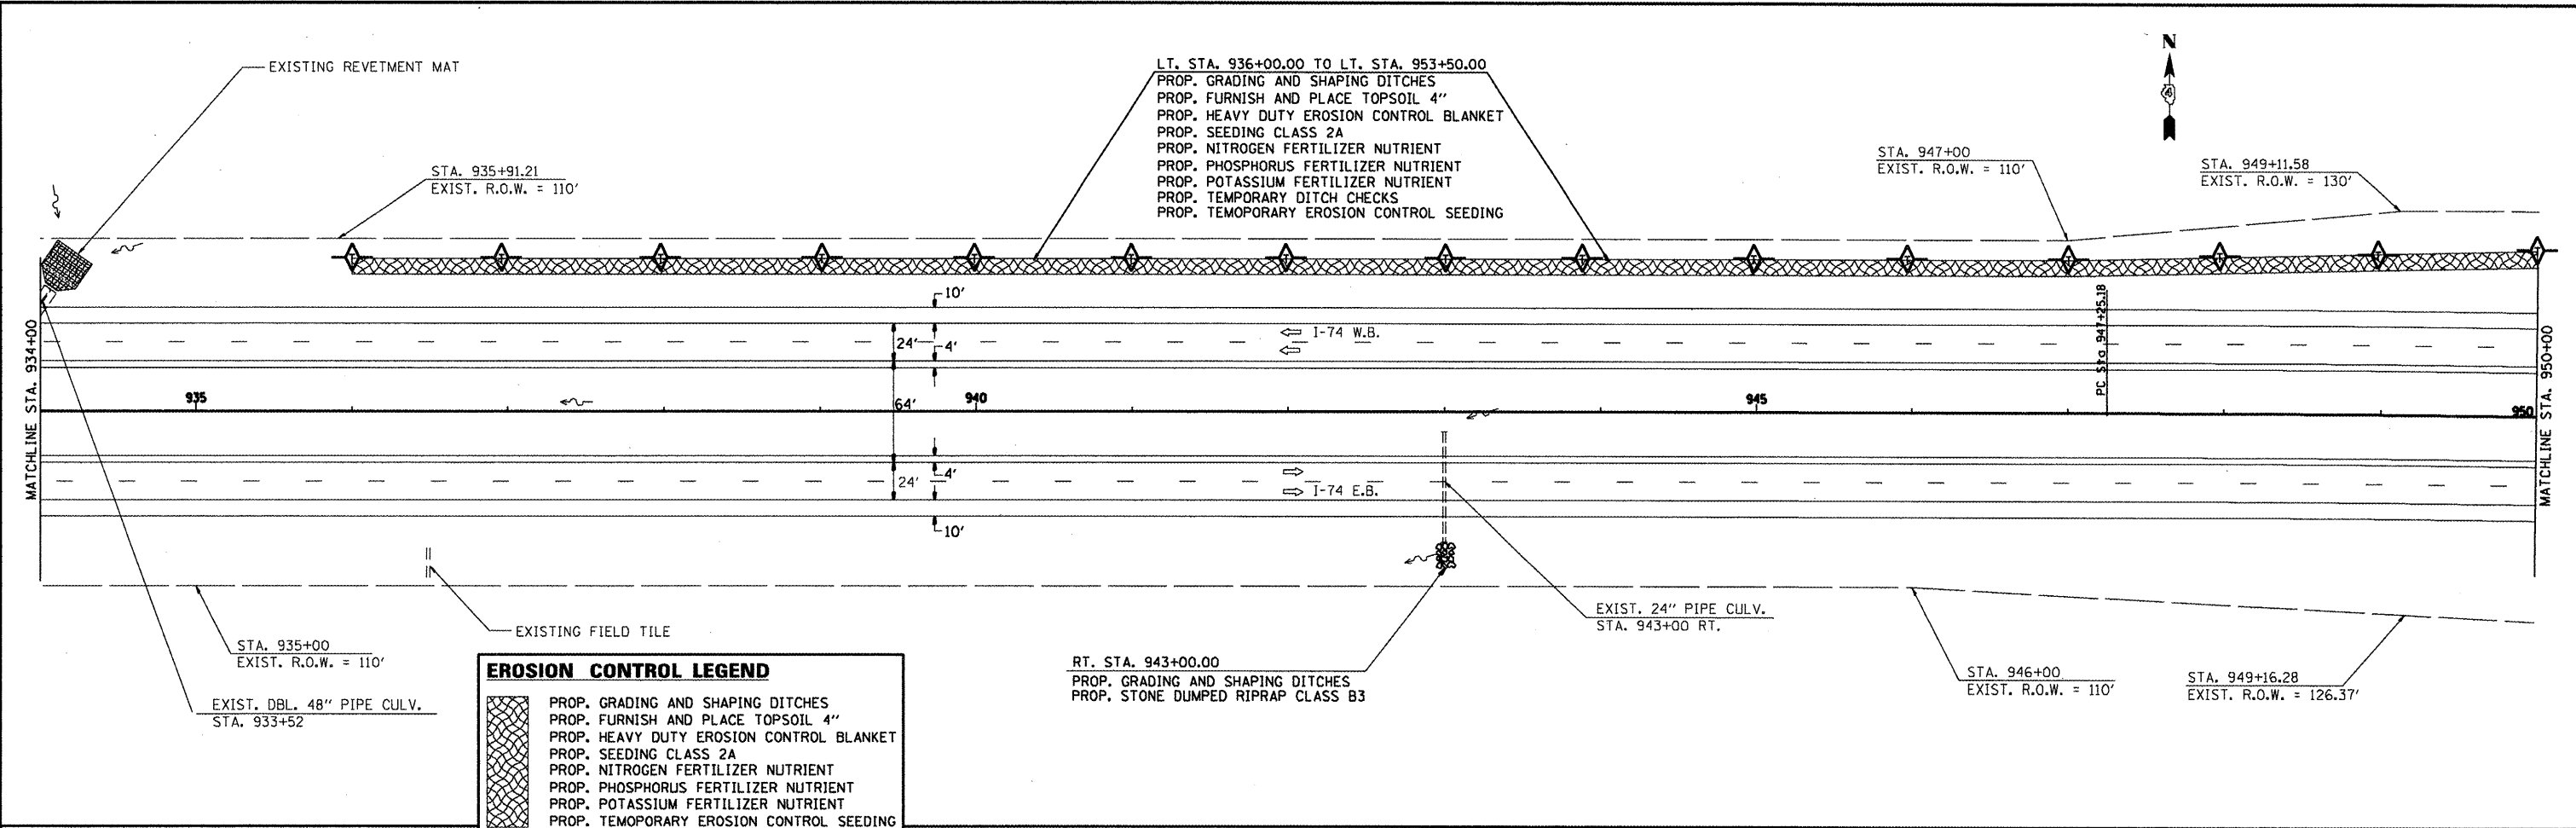 EXISTING REVETMENT MAT
LT. STA. 936+00.00 TO LT. STA. 953+50.00
PROP. GRADING AND SHAPING DITCHES
PROP. FURNISH AND PLACE TOPSOIL 4"
PROP. HEAVY DUTY EROSION CONTROL BLANKET
PROP. SEEDING CLASS 2A
PROP. NITROGEN FERTILIZER NUTRIENT
PROP. PHOSPHORUS FERTILIZER NUTRIENT
PROP. POTASSIUM FERTILIZER NUTRIENT
PROP. TEMPORARY DITCH CHECKS
PROP. TEMOPORARY EROSION CONTROL SEEDING
N
STA. 935+91.21
EXIST. R.O.W. = 110'
STA. 947+00
EXIST. R.O.W. = 110'
STA. 949+11.58
EXIST. R.O.W. = 130'
T T T T T T T T T T T T T T T
10'
I-74 W.B.
24'
4'
MATCHLINE STA. 934+00
PC Sta 947+25.18
MATCHLINE STA. 950+00
935
940
945
950
64'
4'
24'
I-74 E.B.
10'
EXISTING FIELD TILE
EXIST. 24" PIPE CULV.
STA. 943+00 RT.
STA. 935+00
EXIST. R.O.W. = 110'
RT. STA. 943+00.00
PROP. GRADING AND SHAPING DITCHES
PROP. STONE DUMPED RIPRAP CLASS B3
STA. 946+00
EXIST. R.O.W. = 110'
STA. 949+16.28
EXIST. R.O.W. = 126.37'
EXIST. DBL. 48" PIPE CULV.
STA. 933+52
EROSION CONTROL LEGEND
PROP. GRADING AND SHAPING DITCHES
PROP. FURNISH AND PLACE TOPSOIL 4"
PROP. HEAVY DUTY EROSION CONTROL BLANKET
PROP. SEEDING CLASS 2A
PROP. NITROGEN FERTILIZER NUTRIENT
PROP. PHOSPHORUS FERTILIZER NUTRIENT
PROP. POTASSIUM FERTILIZER NUTRIENT
PROP. TEMOPORARY EROSION CONTROL SEEDING